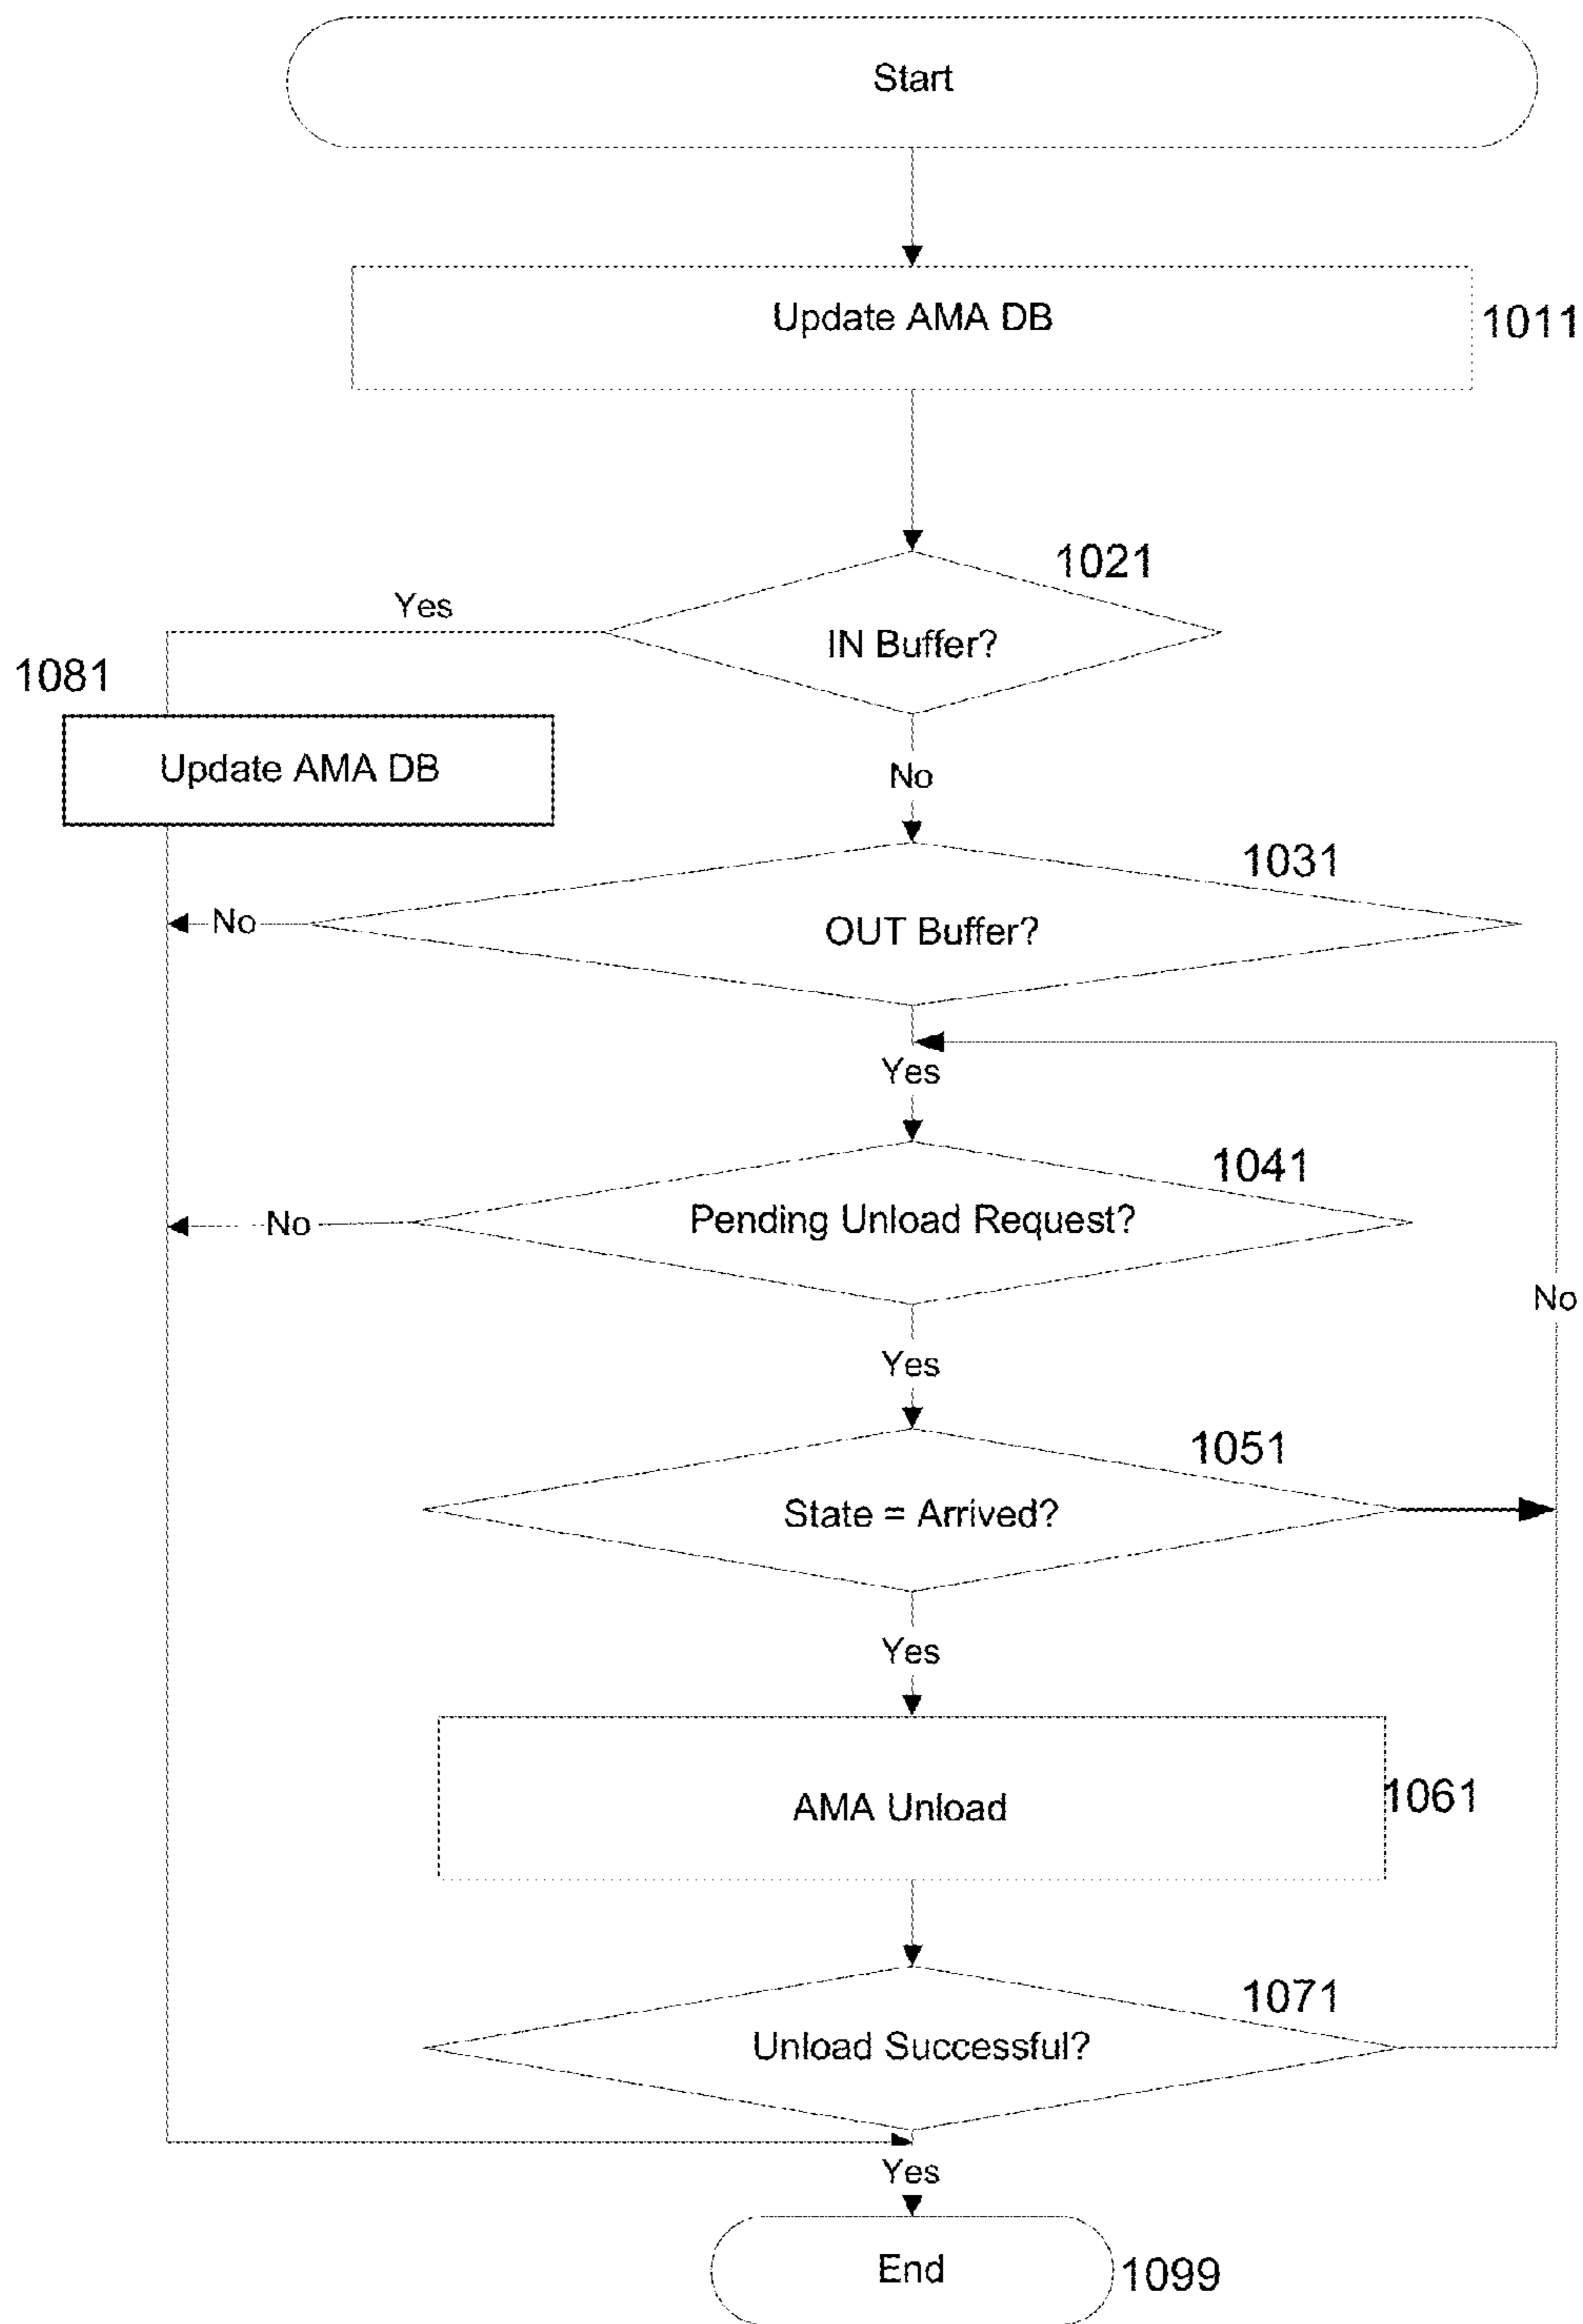 Start
Update AMA DB
1011
1021
Yes
IN Buffer?
1081
Update AMA DB
No
1031
No
OUT Buffer?
Yes
1041
Pending Unload Request?
No
No
Yes
1051
State = Arrived?
Yes
AMA Unload
1061
1071
Unload Successful?
Yes
End
1099